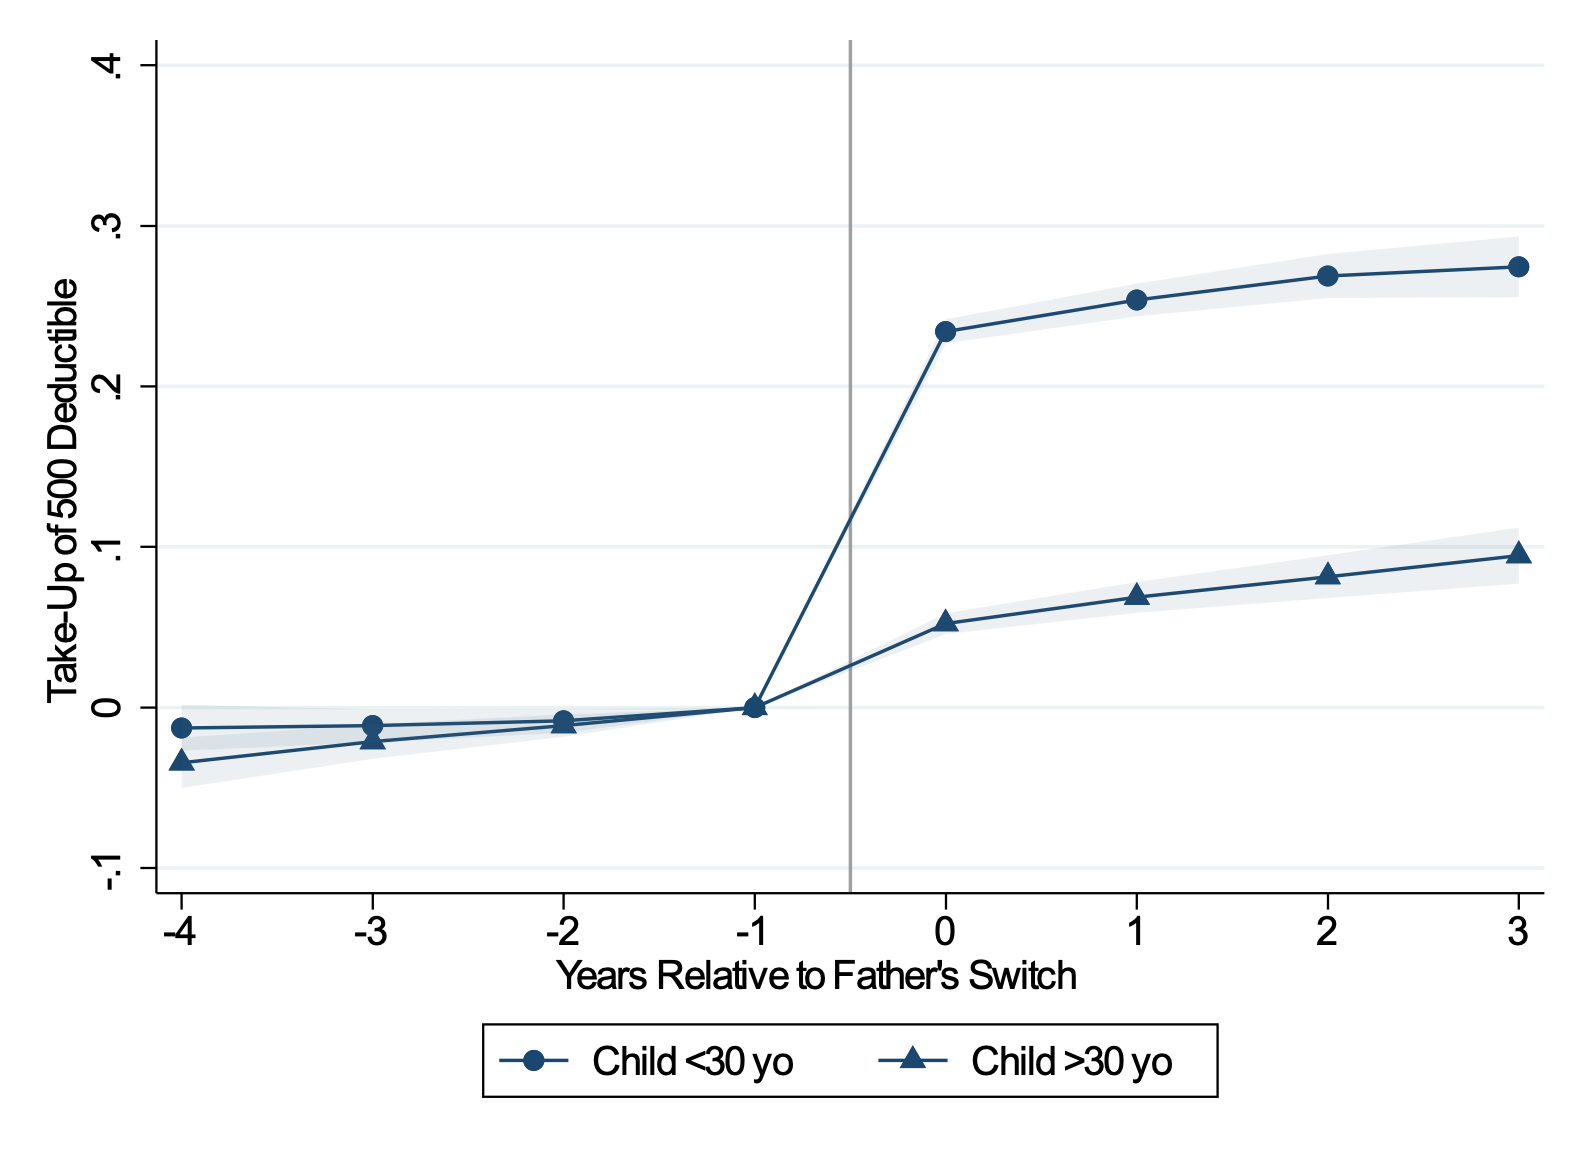 Take-Up of 500 Deductible
.4
.3
.2
.1
0
-.1
-4 -3 -2 -1 0 1 2 3
Years Relative to Father's Switch
Child <30 yo Child >30 yo